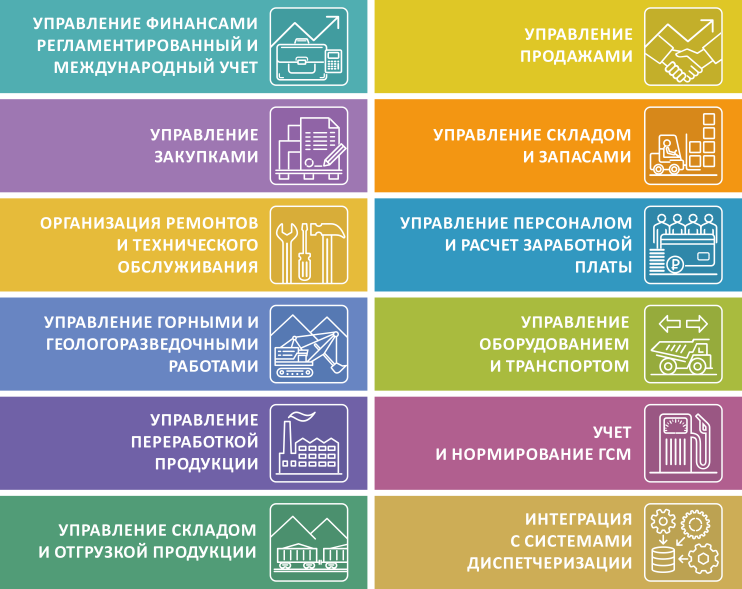 УПРАВЛЕНИЕ ФИНАНСАМИ
РЕГЛАМЕНТИРОВАННЫЙ И
МЕЖДУНАРОДНЫЙ УЧЕТ
УПРАВЛЕНИЕ
ПРОДАЖАМИ
УПРАВЛЕНИЕ
ЗАКУПКАМИ
УПРАВЛЕНИЕ СКЛАДОМ
И ЗАПАСАМИ
ОРГАНИЗАЦИЯ РЕМОНТОВ
И ТЕХНИЧЕСКОГО
ОБСЛУЖИВАНИЯ
УПРАВЛЕНИЕ ПЕРСОНАЛОМ
И РАСЧЕТ ЗАРАБОТНОЙ
ПЛАТЫ
УПРАВЛЕНИЕ ГОРНЫМИ И
ГЕОЛОГОРАЗВЕДОЧНЫМИ
РАБОТАМИ
УПРАВЛЕНИЕ
ОБОРУДОВАНИЕМ
И ТРАНСПОРТОМ
УПРАВЛЕНИЕ
ПЕРЕРАБОТКОЙ
ПРОДУКЦИИ
УЧЕТ
И НОРМИРОВАНИЕ ГСМ
УПРАВЛЕНИЕ СКЛАДОМ
И ОТГРУЗКОЙ ПРОДУКЦИИ
ИНТЕГРАЦИЯ
С СИСТЕМАМИ
ДИСПЕТЧЕРИЗАЦИИ